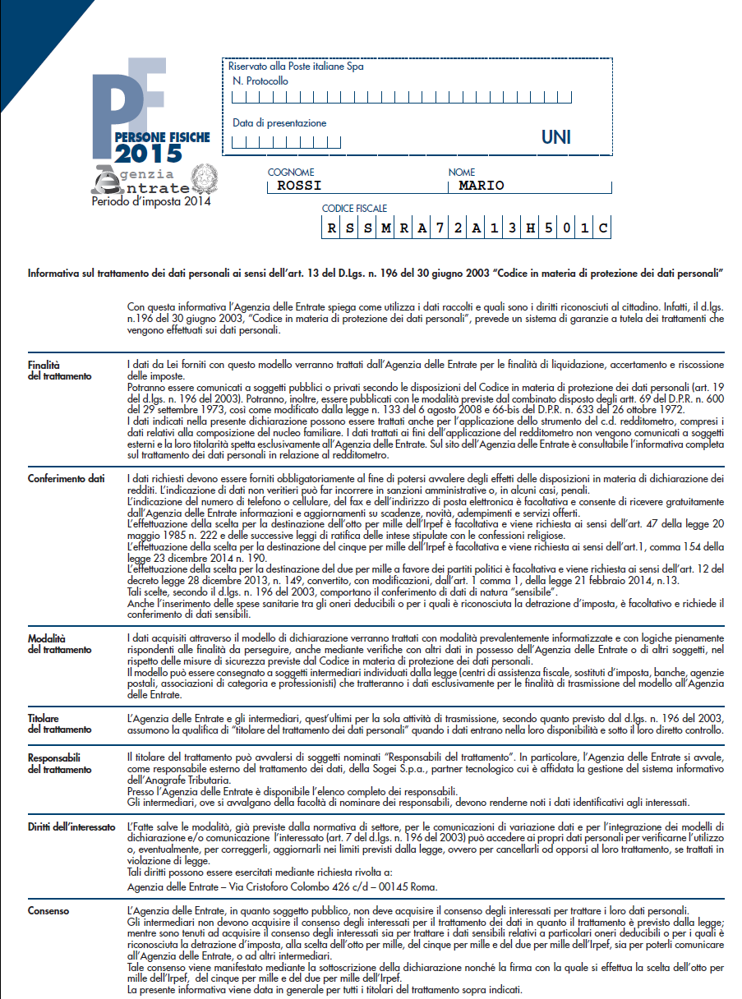 PF
PERSONE FISICHE
2015
Agenzia
Entrate
Periodo d'imposta 2014
Riservato alla Poste italiane Spa
N. Protocollo
Data di presentazione
UNI
COGNOME
ROSSI
NOME
MARIO
CODICE FISCALE
R S S M R A 7 2 A 1 3 H 5 0 1 C
Informativa sul trattamento dei dati personali ai sensi dell'art. 13 del D.Lgs. n. 196 del 30 giugno 2003 "Codice in materia di protezione dei dati personali"
Con questa informativa l'Agenzia delle Entrate spiega come utilizza i dati raccolti e quali sono i diritti riconosciuti al cittadino. Infatti, il d.lgs.
n.196 del 30 giugno 2003, "Codice in materia di protezione dei dati personali", prevede un sistema di garanzie a tutela dei trattamenti che
vengono effettuati sui dati personali.
Finalità
del trattamento
I dati da Lei forniti con questo modello verranno trattati dall'Agenzia delle Entrate per le finalità di liquidazione, accertamento e riscossione
delle imposte.
Potranno essere comunicati a soggetti pubblici o privati secondo le disposizioni del Codice in materia di protezione dei dati personali (art. 19
del d.lgs. n. 196 del 2003). Potranno, inoltre, essere pubblicati con le modalità previste dal combinato disposto degli artt. 69 del D.P.R. n. 600
del 29 settembre 1973, così come modificato dalla legge n. 133 del 6 agosto 2008 e 66-bis del D.P.R. n. 633 del 26 ottobre 1972.
I dati indicati nella presente dichiarazione possono essere trattati anche per l'applicazione dello strumento del c.d. redditometro, compresi i
dati relativi alla composizione del nucleo familiare. I dati trattati ai fini dell'applicazione del redditometro non vengono comunicati a soggetti
esterni e la loro titolarità spetta esclusivamente all'Agenzia delle Entrate. Sul sito dell'Agenzia delle Entrate è consultabile l'informativa completa
sul trattamento dei dati personali in relazione al redditometro.
Conferimento dati
I dati richiesti devono essere forniti obbligatoriamente al fine di potersi avvalere degli effetti delle disposizioni in materia di dichiarazione dei
redditi. L'indicazione di dati non veritieri può far incorrere in sanzioni amministrative o, in alcuni casi, penali.
L'indicazione del numero di telefono o cellulare, del fax e dell'indirizzo di posta elettronica è facoltativa e consente di ricevere gratuitamente
dall'Agenzia delle Entrate informazioni e aggiornamenti su scadenze, novità, adempimenti e servizi offerti.
L'effettuazione della scelta per la destinazione dell'otto per mille dell'Irpef è facoltativa e viene richiesta ai sensi dell'art. 47 della legge 20
maggio 1985 n. 222 e delle successive leggi di ratifica delle intese stipulate con le confessioni religiose.
L'effettuazione della scelta per la destinazione del cinque per mille dell'Irpef è facoltativa e viene richiesta ai sensi dell'art.1, comma 154 della
legge 23 dicembre 2014 n. 190.
L'effettuazione della scelta per la destinazione del due per mille a favore dei partiti politici è facoltativa e viene richiesta ai sensi dell'art. 12 del
decreto legge 28 dicembre 2013, n. 149, convertito, con modificazioni, dall'art. 1 comma 1, della legge 21 febbraio 2014, n.13.
Tali scelte, secondo il d.lgs. n. 196 del 2003, comportano il conferimento di dati di natura "sensibile".
Anche l'inserimento delle spese sanitarie tra gli oneri deducibili o per i quali è riconosciuta la detrazione d'imposta, è facoltativo e richiede il
conferimento di dati sensibili.
Modalità
del trattamento
I dati acquisiti attraverso il modello di dichiarazione verranno trattati con modalità prevalentemente informatizzate e con logiche pienamente
rispondenti alle finalità da perseguire, anche mediante verifiche con altri dati in possesso dell'Agenzia delle Entrate o di altri soggetti, nel
rispetto delle misure di sicurezza previste dal Codice in materia di protezione dei dati personali.
Il modello può essere consegnato a soggetti intermediari individuati dalla legge (centri di assistenza fiscale, sostituti d'imposta, banche, agenzie
postali, associazioni di categoria e professionisti) che tratteranno i dati esclusivamente per le finalità di trasmissione del modello all'Agenzia
delle Entrate.
Titolare
del trattamento
L'Agenzia delle Entrate e gli intermediari, quest'ultimi per la sola attività di trasmissione, secondo quanto previsto dal d.lgs. n. 196 del 2003,
assumono la qualifica di "titolare del trattamento dei dati personali" quando i dati entrano nella loro disponibilità e sotto il loro diretto controllo.
Responsabili
del trattamento
Il titolare del trattamento può avvalersi di soggetti nominati "Responsabili del trattamento". In particolare, l'Agenzia delle Entrate si avvale,
come responsabile esterno del trattamento dei dati, della Sogei S.p.a., partner tecnologico cui è affidata la gestione del sistema informativo
dell'Anagrafe Tributaria.
Presso l'Agenzia delle Entrate è disponibile l'elenco completo dei responsabili.
Gli intermediari, ove si avvalgano della facoltà di nominare dei responsabili, devono renderne noti i dati identificativi agli interessati.
Diritti dell'interessato
L'Fatte salve le modalità, già previste dalla normativa di settore, per le comunicazioni di variazione dati e per l'integrazione dei modelli di
dichiarazione e/o comunicazione l'interessato (art. 7 del d.lgs. n. 196 del 2003) può accedere ai propri dati personali per verificarne l'utilizzo
o, eventualmente, per correggerli, aggiornarli nei limiti previsti dalla legge, ovvero per cancellarli od opporsi al loro trattamento, se trattati in
violazione di legge.
Tali diritti possono essere esercitati mediante richiesta rivolta a:
Agenzia delle Entrate – Via Cristoforo Colombo 426 c/d – 00145 Roma.
Consenso
L'Agenzia delle Entrate, in quanto soggetto pubblico, non deve acquisire il consenso degli interessati per trattare i loro dati personali.
Gli intermediari non devono acquisire il consenso degli interessati per il trattamento dei dati in quanto il trattamento è previsto dalla legge;
mentre sono tenuti ad acquisire il consenso degli interessati sia per trattare i dati sensibili relativi a particolari oneri deducibili o per i quali è
riconosciuta la detrazione d'imposta, alla scelta dell'otto per mille, del cinque per mille e del due per mille dell'Irpef, sia per poterli comunicare
all'Agenzia delle Entrate, o ad altri intermediari.
Tale consenso viene manifestato mediante la sottoscrizione della dichiarazione nonché la firma con la quale si effettua la scelta dell'otto per
mille dell'Irpef, del cinque per mille e del due per mille dell'Irpef.
La presente informativa viene data in generale per tutti i titolari del trattamento sopra indicati.